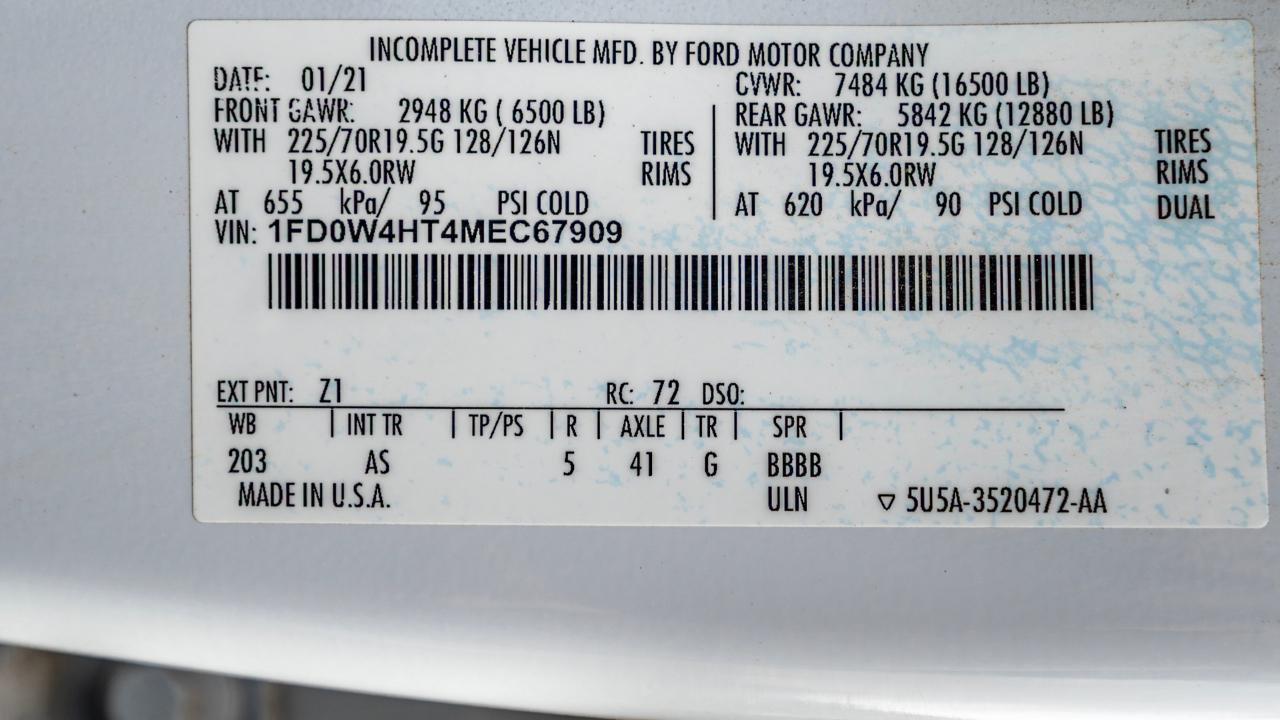 INCOMPLETE VEHICLE MFD. BY FORD MOTOR COMPANY
DATE: 01/21 GVWR: 7484 KG (16500 LB)
FRONT GAWR: 2948 KG ( 6500 LB) REAR GAWR: 5842 KG (12880 LB)
WITH 225/70R19.5G 128/126N TIRES WITH 225/70R19.5G 128/126N TIRES
19.5X6.0RW RIMS 19.5X6.0RW RIMS
AT 655 kPa/ 95 PSI COLD AT 620 kPa/ 90 PSI COLD DUAL
VIN: 1FD0W4HT4MEC67909
EXT PNT: Z1 RC: 72 DSO:
WB | INT TR | TP/PS | R | AXLE | TR | SPR |
203 AS 5 41 G BBBB
MADE IN U.S.A. ULN ▽ 5U5A-3520472-AA